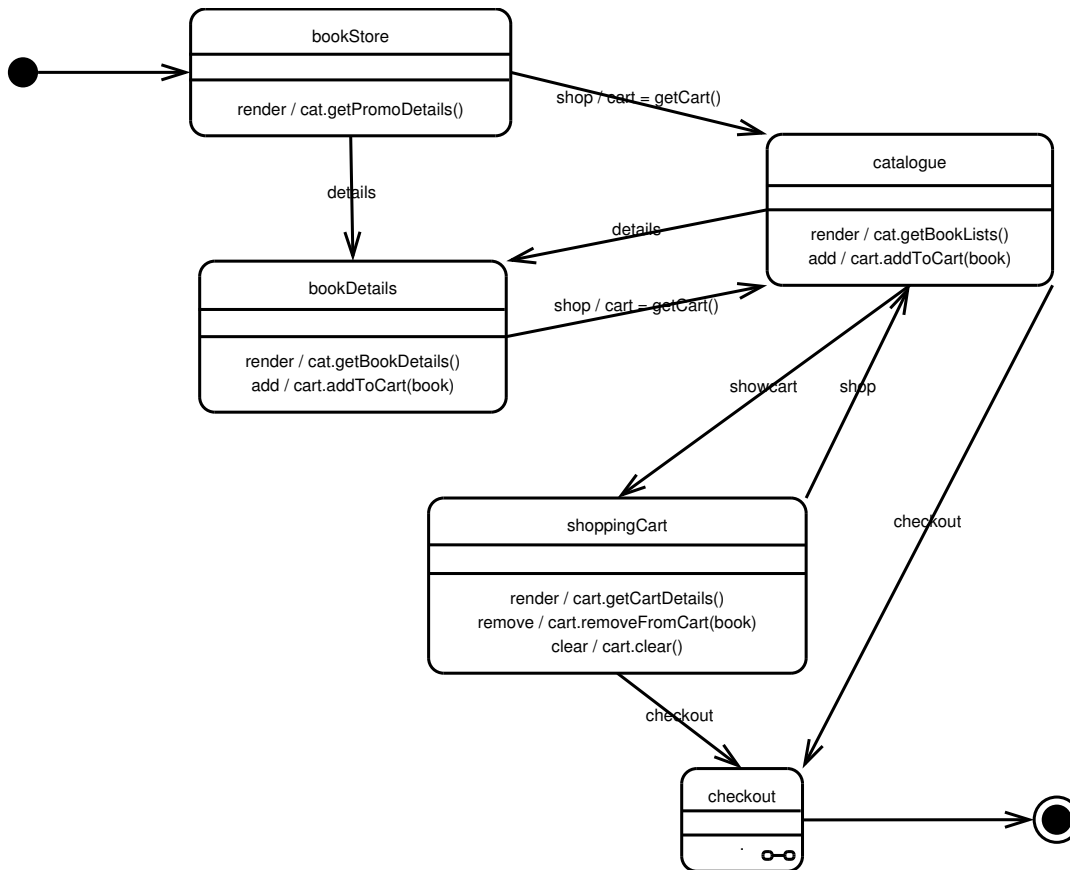 bookStore
render / cat.getPromoDetails()
shop / cart = getCart()
catalogue
render / cat.getBookLists()
add / cart.addToCart(book)
details
details
bookDetails
render / cat.getBookDetails()
add / cart.addToCart(book)
shop / cart = getCart()
showcart
shop
shoppingCart
render / cart.getCartDetails()
remove / cart.removeFromCart(book)
clear / cart.clear()
checkout
checkout
checkout
.